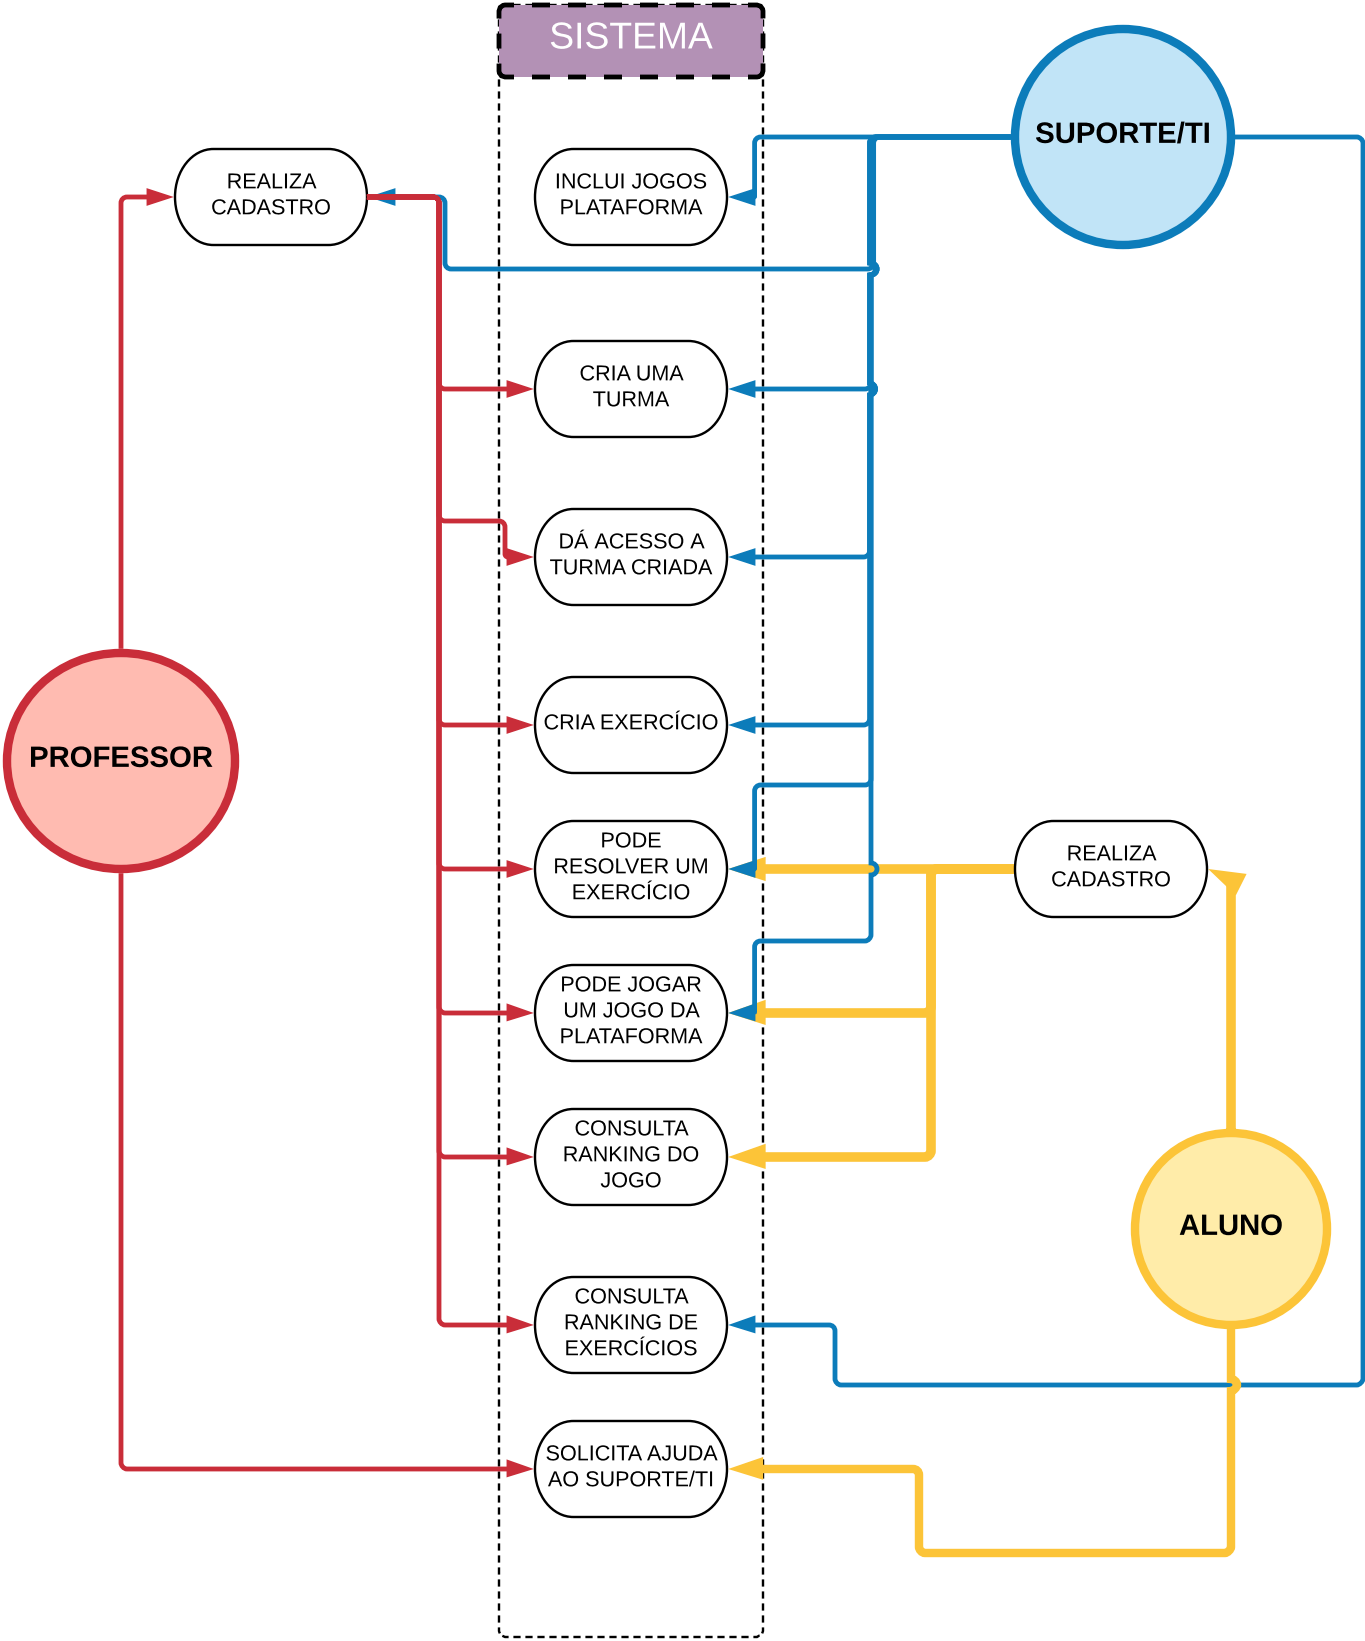 SISTEMA
SUPORTE/TI
REALIZA
CADASTRO
INCLUI JOGOS
PLATAFORMA
CRIA UMA
TURMA
DÁ ACESSO A
TURMA CRIADA
CRIA EXERCÍCIO
PROFESSOR
PODE
RESOLVER UM
EXERCÍCIO
REALIZA
CADASTRO
PODE JOGAR
UM JOGO DA
PLATAFORMA
CONSULTA
RANKING DO
JOGO
ALUNO
CONSULTA
RANKING DE
EXERCÍCIOS
SOLICITA AJUDA
AO SUPORTE/TI